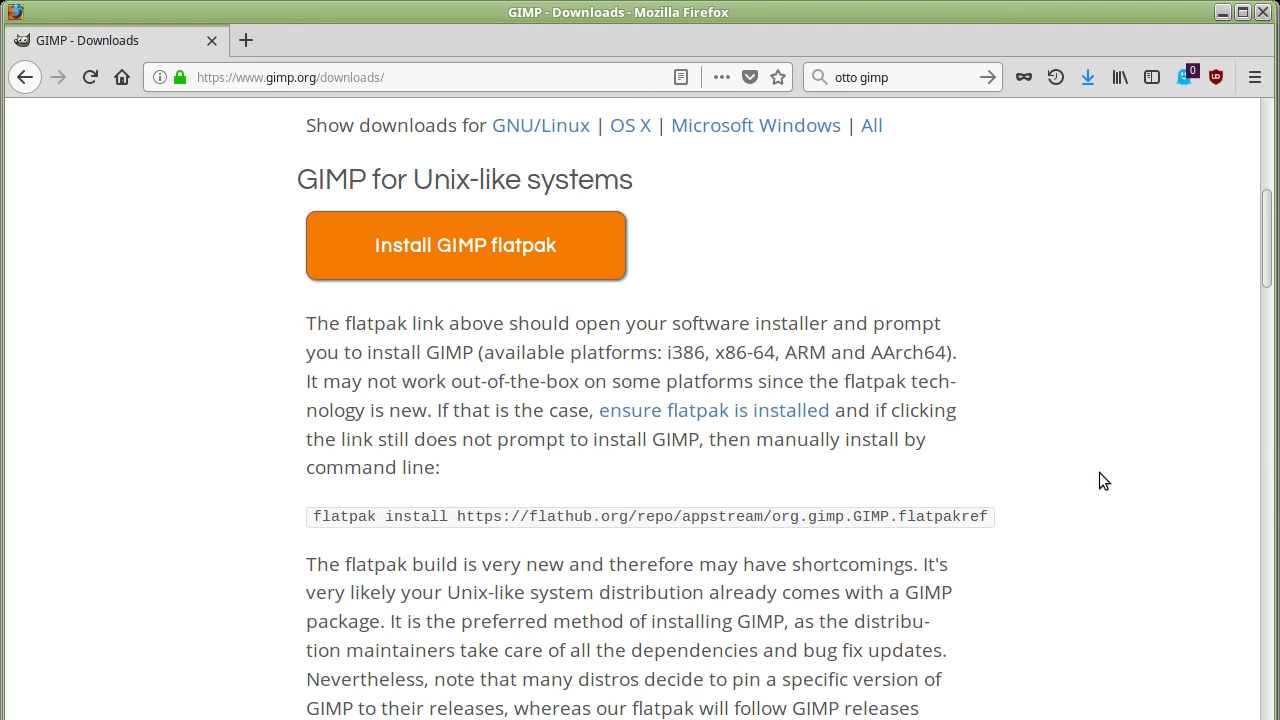 GIMP - Downloads - Mozilla Firefox
GIMP - Downloads
https://www.gimp.org/downloads/
otto gimp
0
Show downloads for GNU/Linux | OS X | Microsoft Windows | All
GIMP for Unix-like systems
Install GIMP flatpak
The flatpak link above should open your software installer and prompt
you to install GIMP (available platforms: i386, x86-64, ARM and AArch64).
It may not work out-of-the-box on some platforms since the flatpak tech-
nology is new. If that is the case, ensure flatpak is installed and if clicking
the link still does not prompt to install GIMP, then manually install by
command line:
flatpak install https://flathub.org/repo/appstream/org.gimp.GIMP.flatpakref
The flatpak build is very new and therefore may have shortcomings. It's
very likely your Unix-like system distribution already comes with a GIMP
package. It is the preferred method of installing GIMP, as the distribu-
tion maintainers take care of all the dependencies and bug fix updates.
Nevertheless, note that many distros decide to pin a specific version of
GIMP to their releases, whereas our flatpak will follow GIMP releases